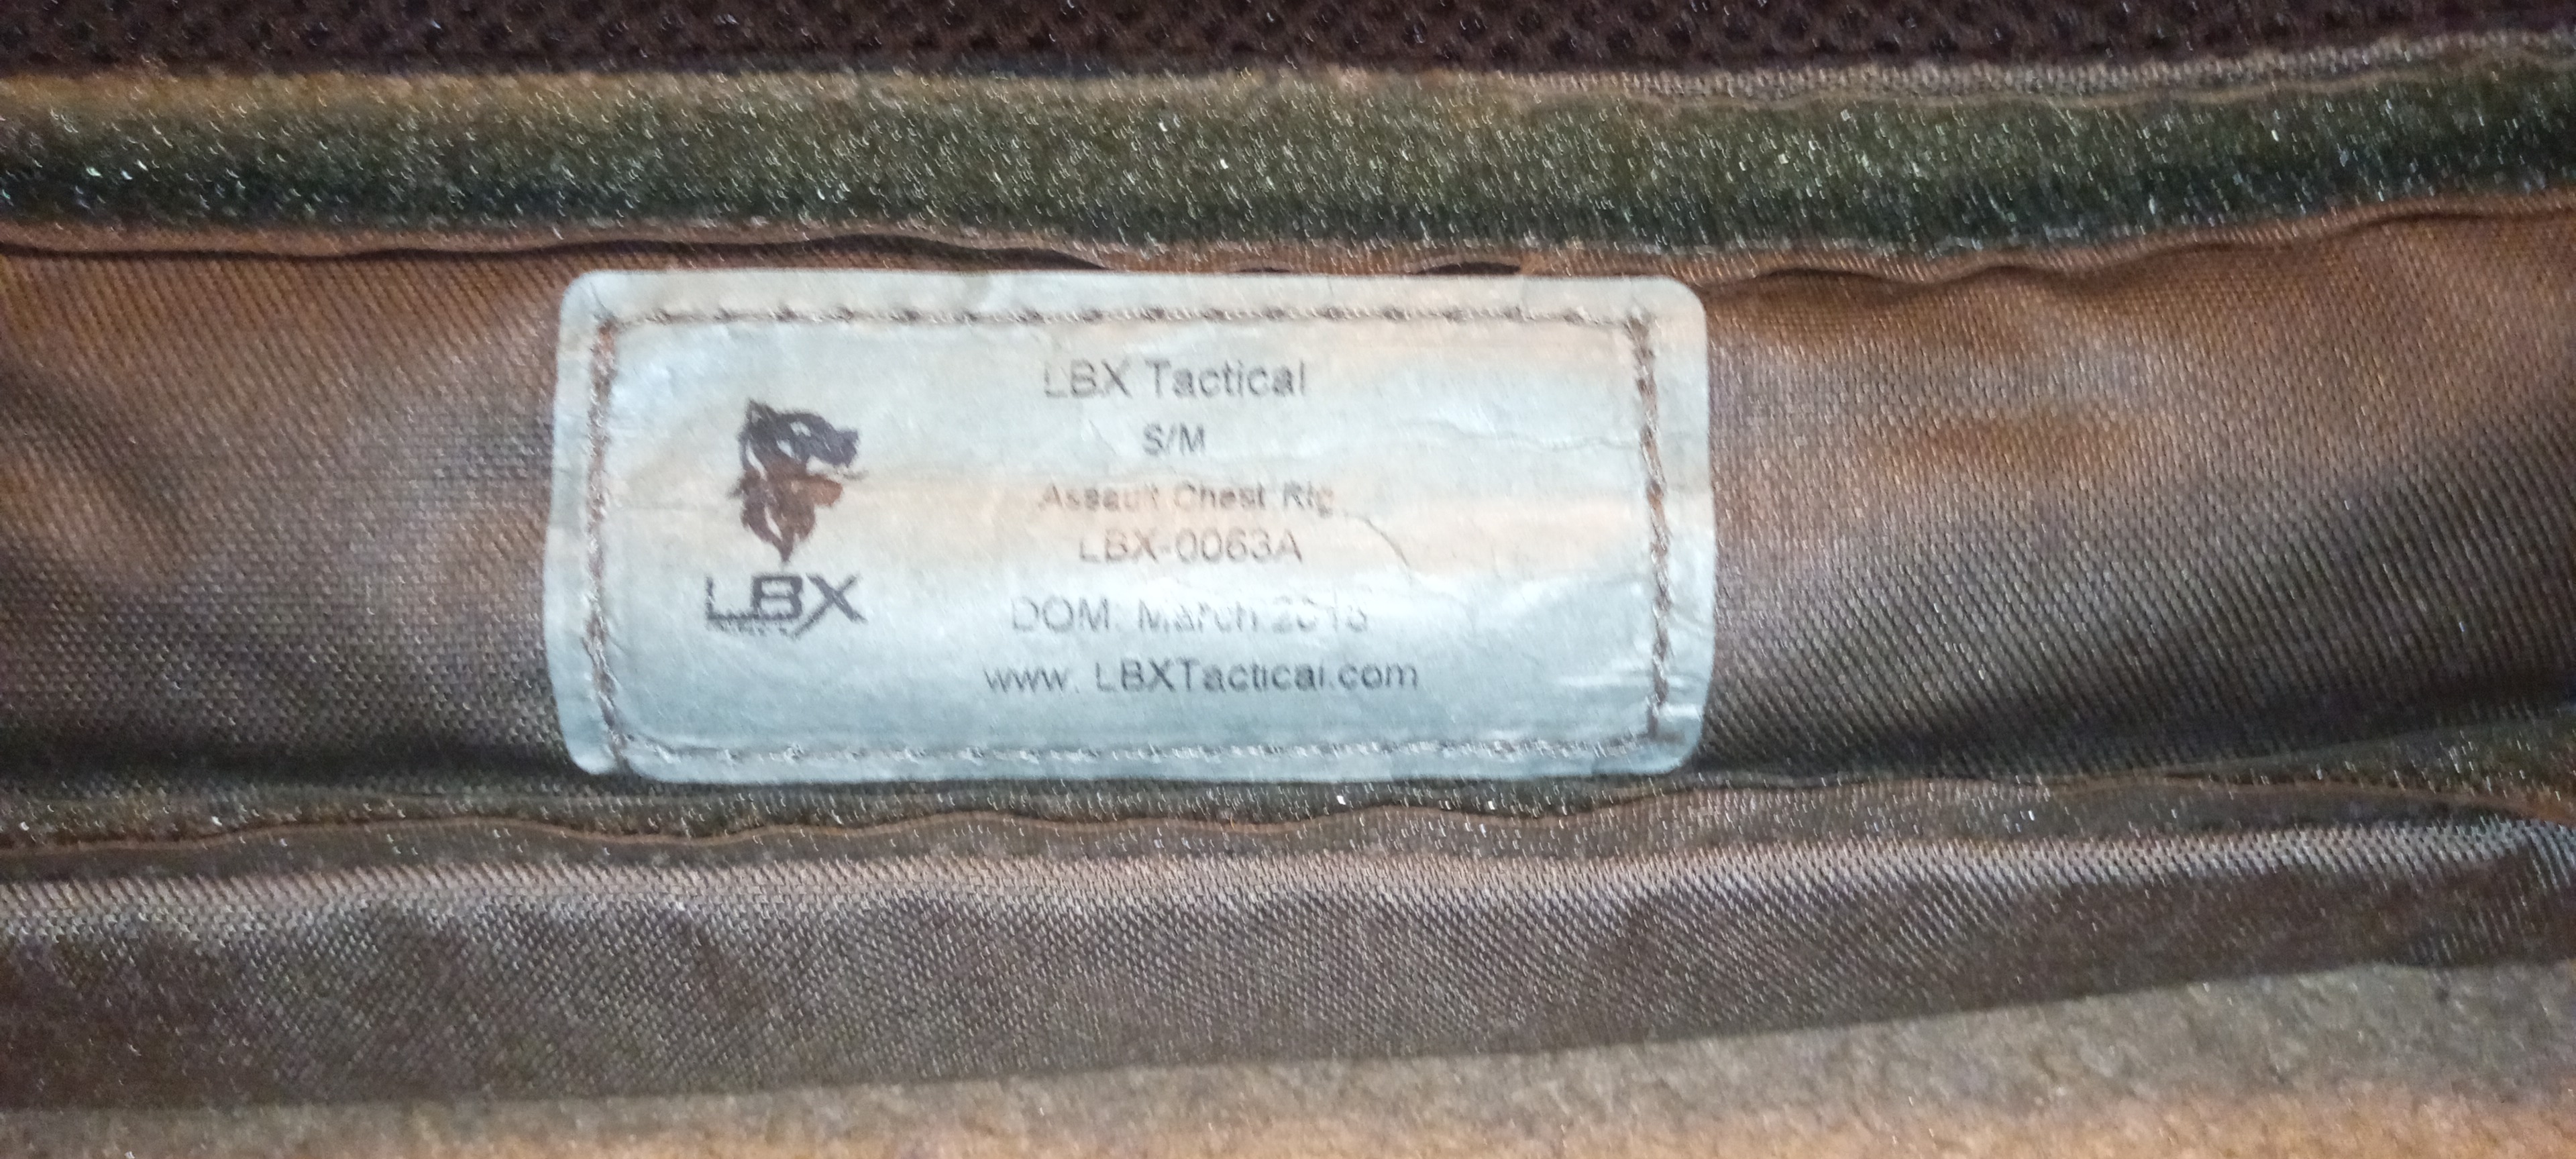 LBX Tactical
S/M
Assault Chest Rig
LBX-0063A
DOM: March
www. LBXTactical.com
LBX